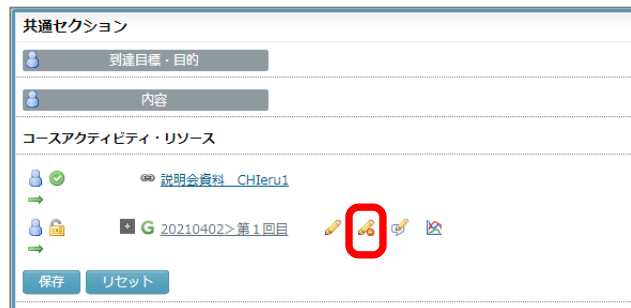 共通セクション
到達目標・目的
内容
コースアクティビティ・リソース
説明会資料 CHIeru1
G 20210402>第1回目
保存 リセット